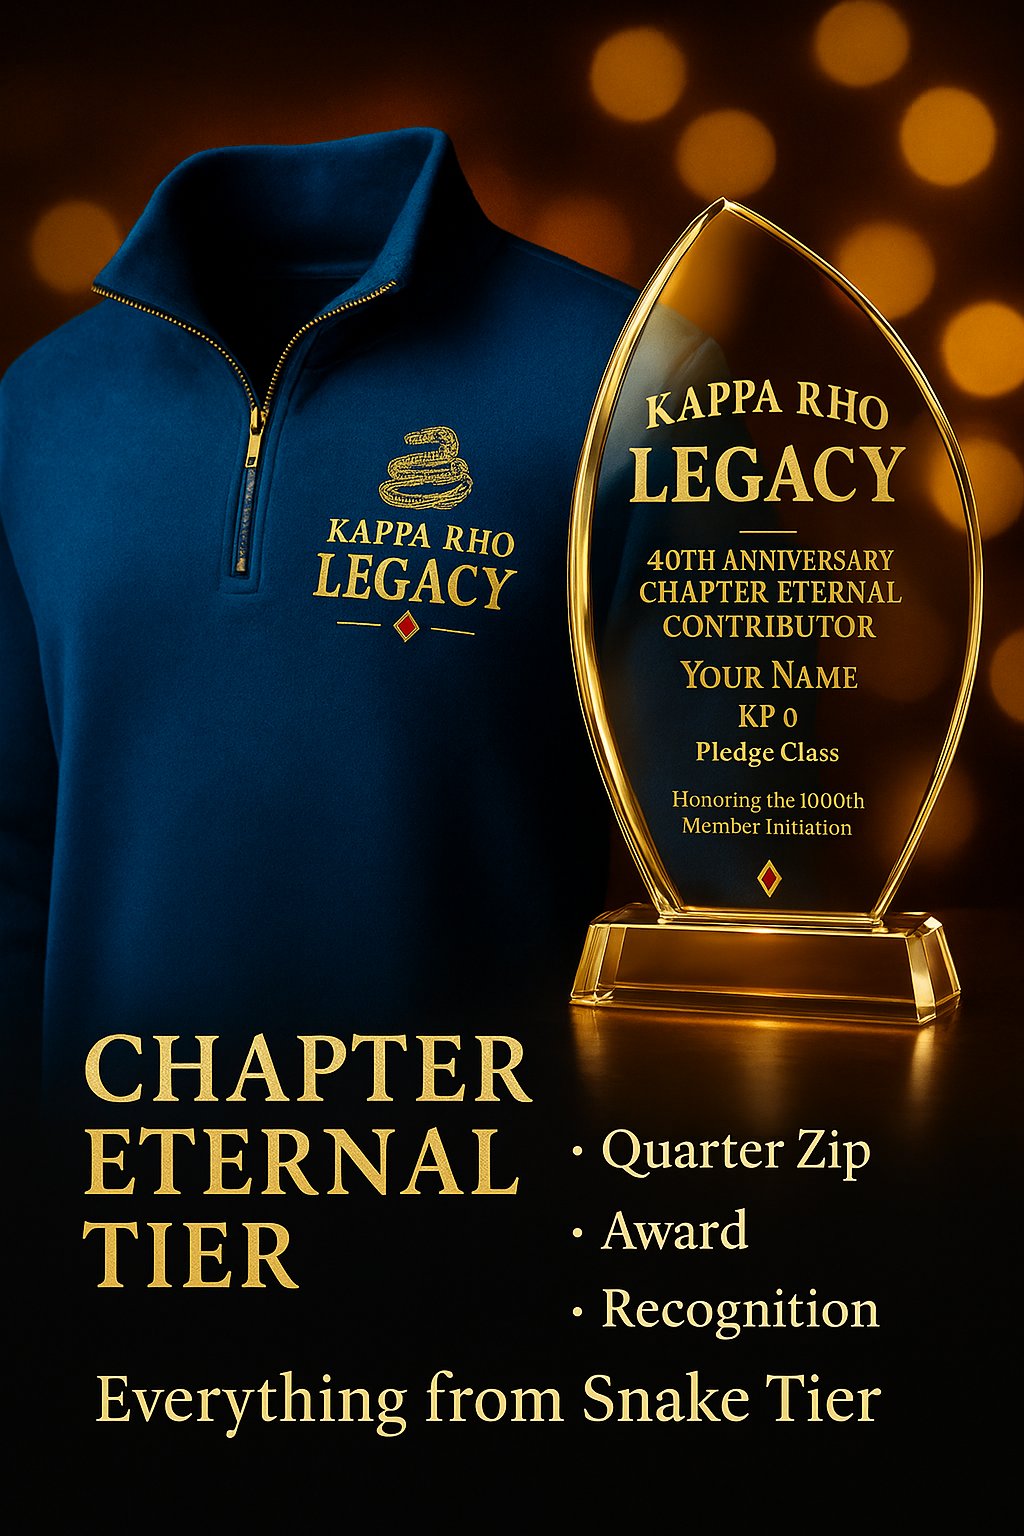 KAPPA RHO
LEGACY
KAPPA RHO
LEGACY
40TH ANNIVERSARY
CHAPTER ETERNAL
CONTRIBUTOR
YOUR NAME
KP 0
Pledge Class
Honoring the 1000th
Member Initiation
CHAPTER
ETERNAL
TIER
• Quarter Zip
• Award
• Recognition
Everything from Snake Tier